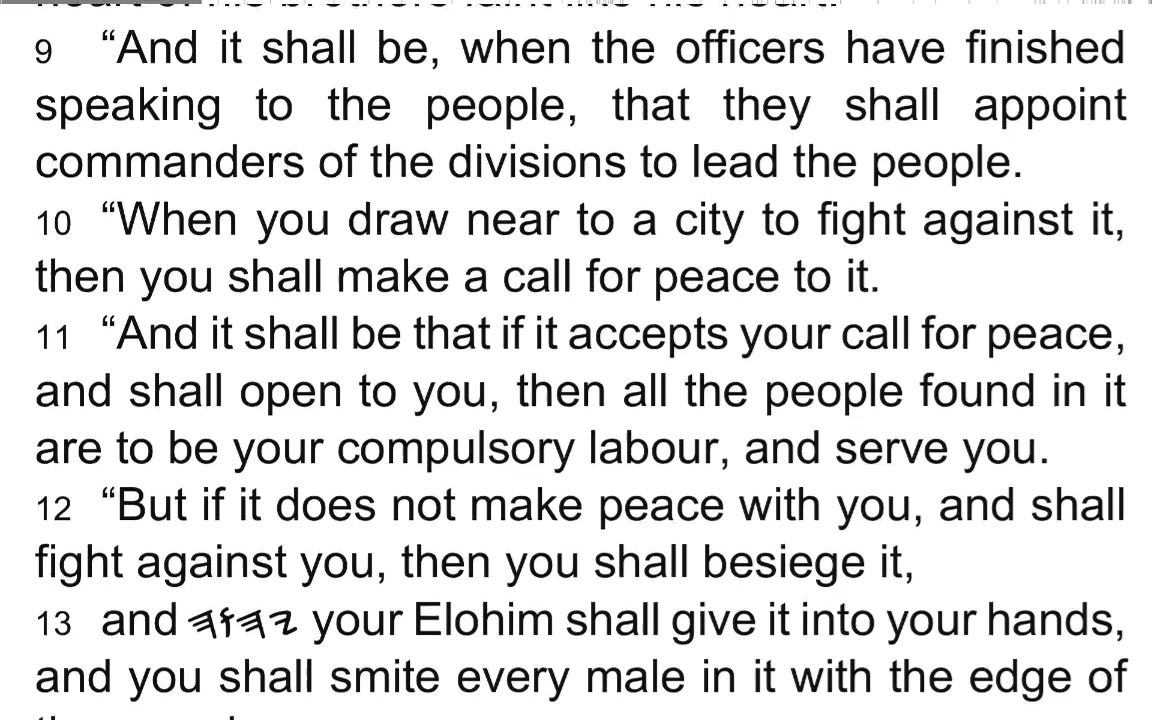 9 “And it shall be, when the officers have finished
speaking to the people, that they shall appoint
commanders of the divisions to lead the people.
10 “When you draw near to a city to fight against it,
then you shall make a call for peace to it.
11 “And it shall be that if it accepts your call for peace,
and shall open to you, then all the people found in it
are to be your compulsory labour, and serve you.
12 “But if it does not make peace with you, and shall
fight against you, then you shall besiege it,
13 and 𐤉𐤄𐤅𐤄 your Elohim shall give it into your hands,
and you shall smite every male in it with the edge of